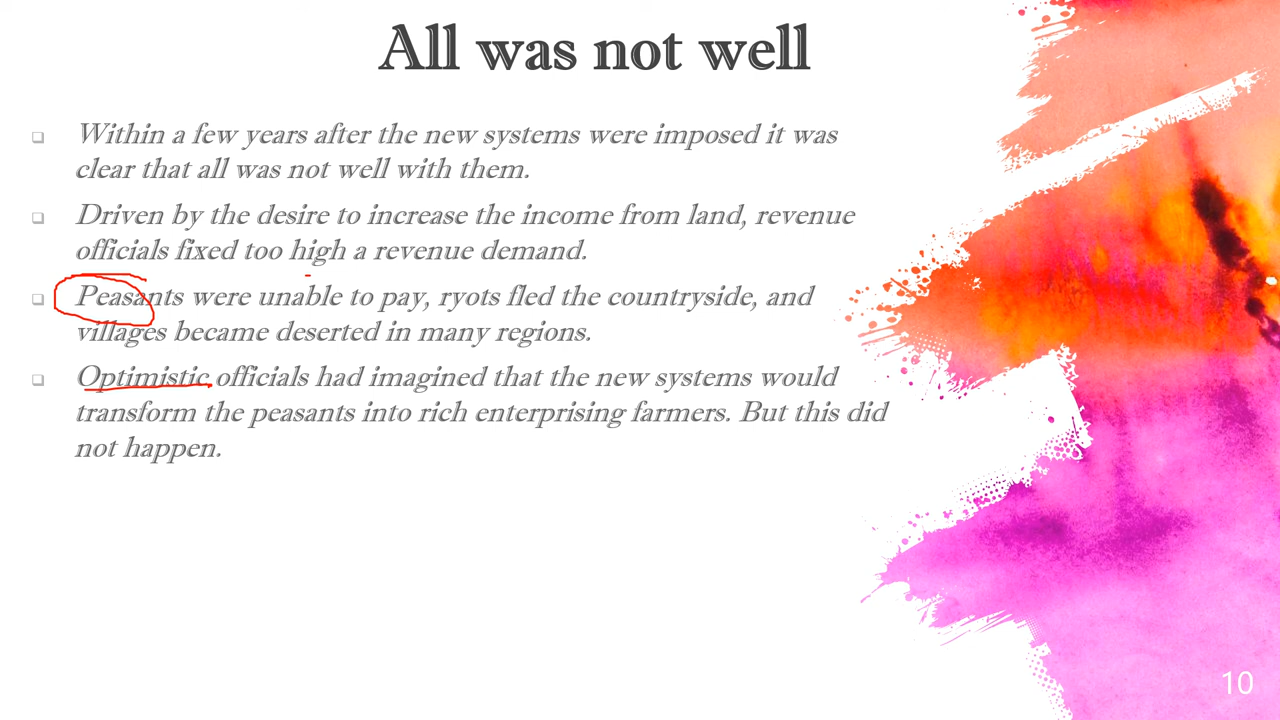 All was not well
Within a few years after the new systems were imposed it was
clear that all was not well with them.
Driven by the desire to increase the income from land, revenue
officials fixed too high a revenue demand.
Peasants were unable to pay, ryots fled the countryside, and
villages became deserted in many regions.
Optimistic officials had imagined that the new systems would
transform the peasants into rich enterprising farmers. But this did
not happen.
10